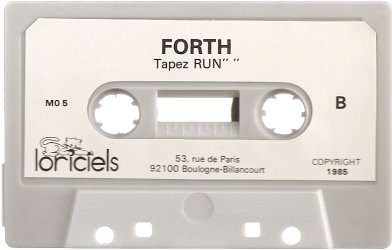 FORTH
Tapez RUN" "
MO 5
B
loriciels
53, rue de Paris
92100 Boulogne-Billancourt
COPYRIGHT
1985